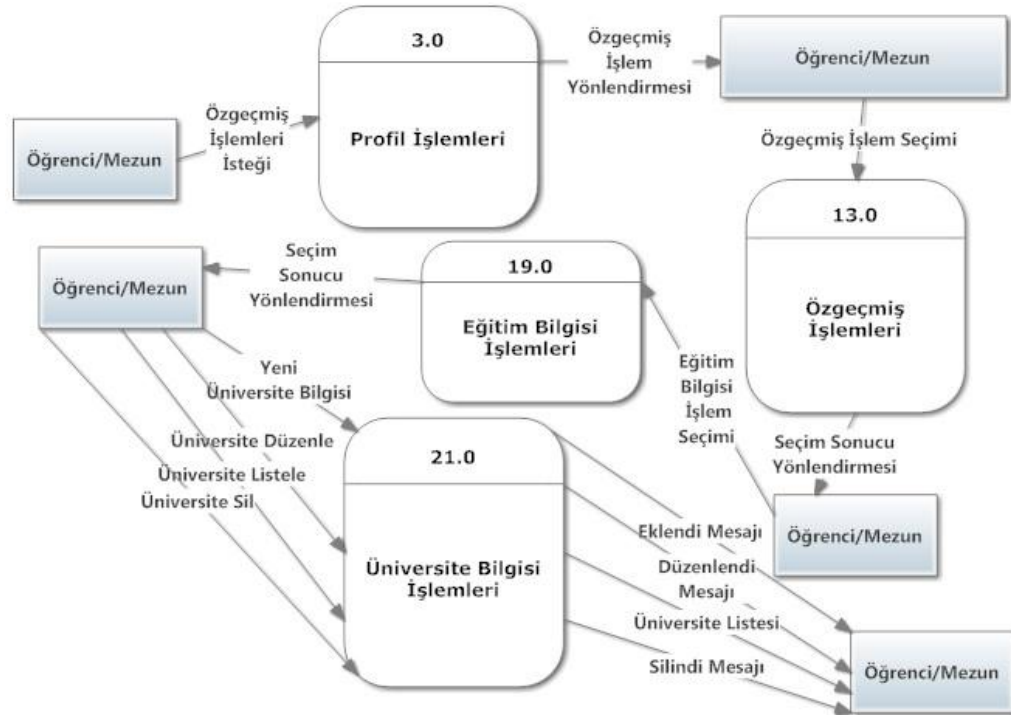 3.0
Profil İşlemleri
Özgeçmiş
İşlem
Yönlendirmesi
Öğrenci/Mezun
Özgeçmiş
İşlemleri
İsteği
Öğrenci/Mezun
Özgeçmiş İşlem Seçimi
13.0
Özgeçmiş
İşlemleri
Öğrenci/Mezun
Seçim
Sonucu
Yönlendirmesi
19.0
Eğitim Bilgisi
İşlemleri
Eğitim
Bilgisi
İşlem
Seçimi
Seçim Sonucu
Yönlendirmesi
Öğrenci/Mezun
Yeni
Üniversite Bilgisi
Üniversite Düzenle
Üniversite Listele
Üniversite Sil
21.0
Üniversite Bilgisi
İşlemleri
Eklendi Mesajı
Düzenlendi
Mesajı
Üniversite Listesi
Silindi Mesajı
Öğrenci/Mezun